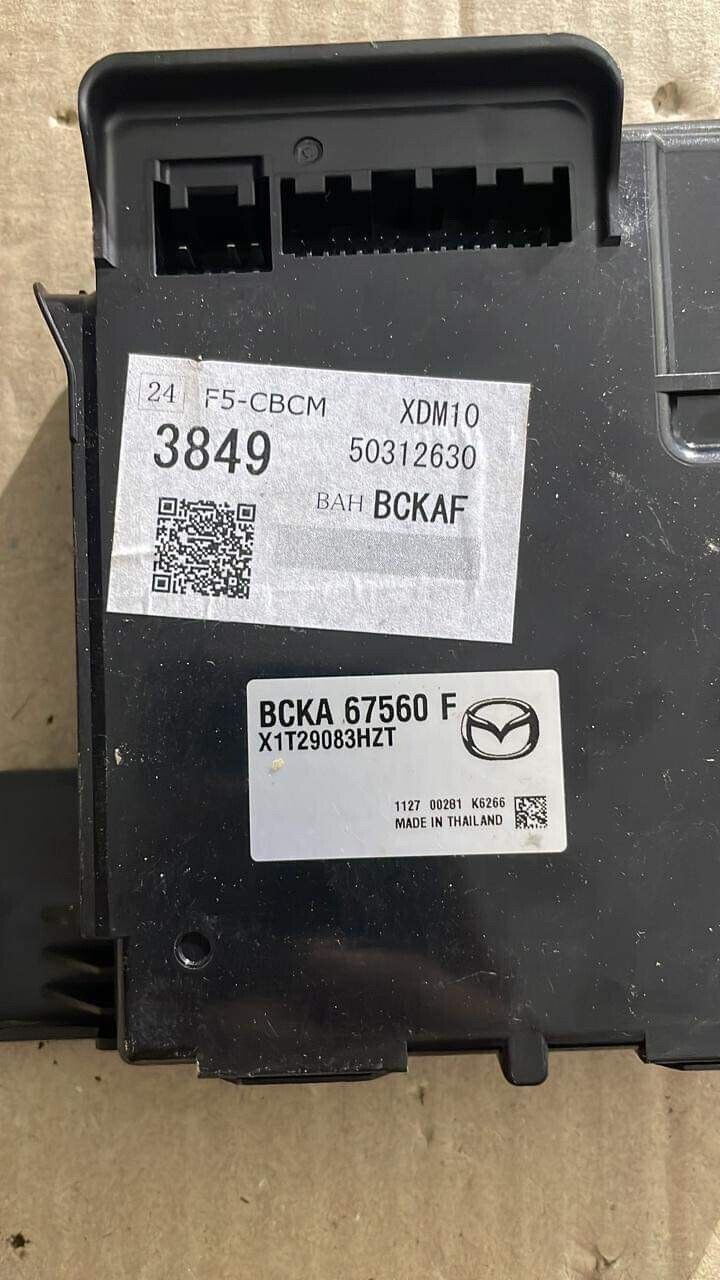 24 F5-CBCM XDM10
3849 50312630
BAH BCKAF
BCKA 67560 F
X1T29083HZT
1127 00281 K6266
MADE IN THAILAND